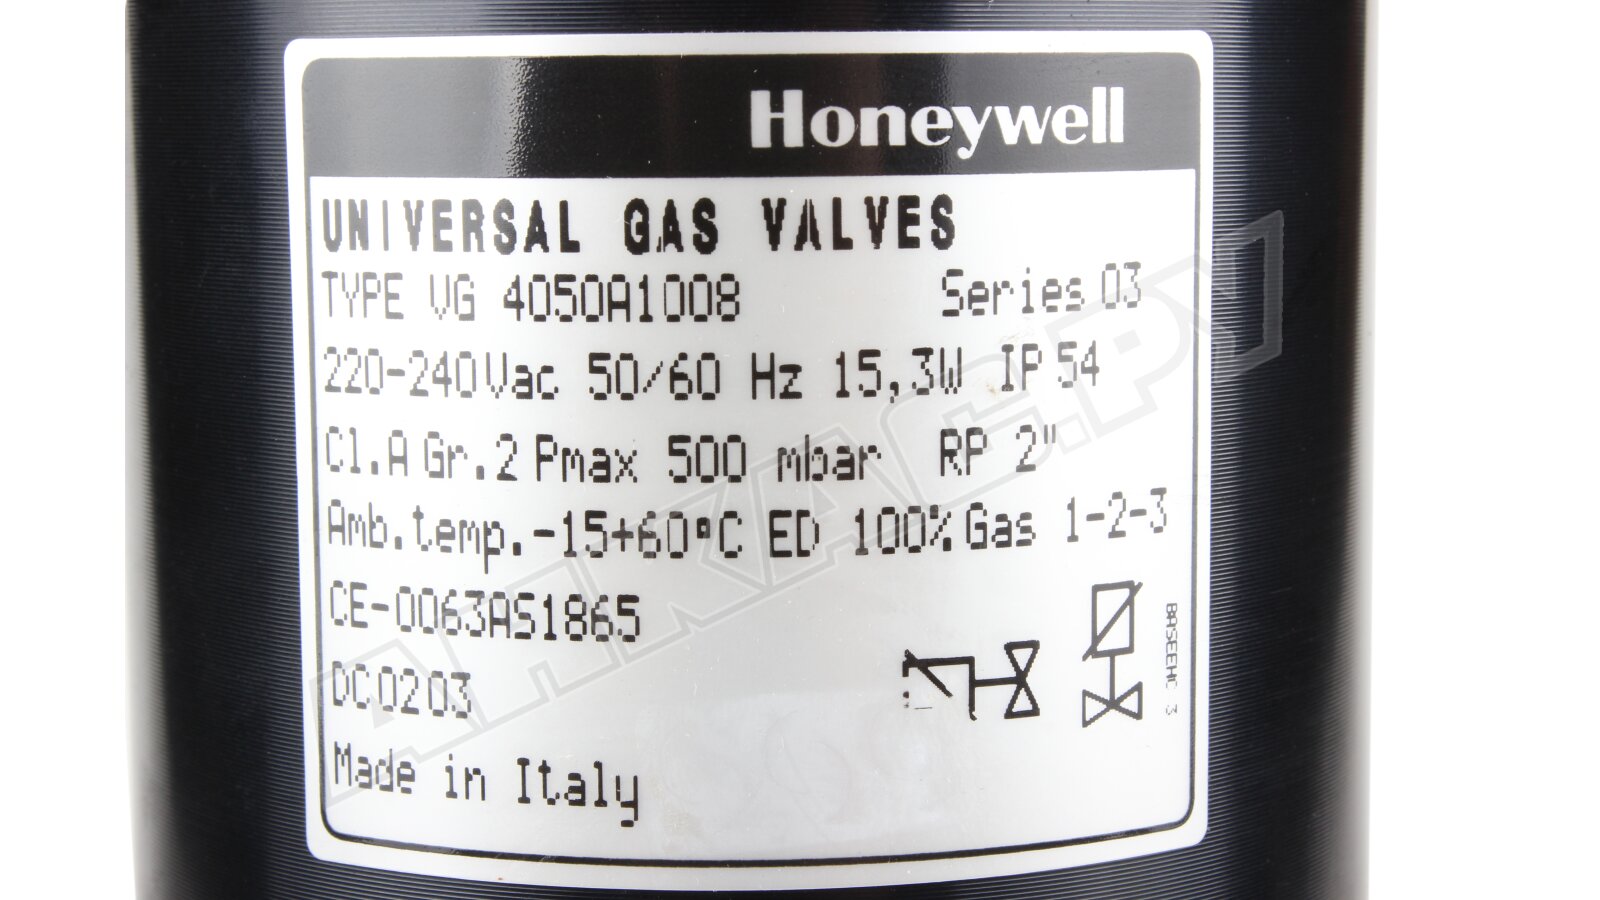 Honeywell
UNIVERSAL GAS VALVES
TYPE VG 4050A1008 Series 03
220-240Vac 50/60 Hz 15,3W IP 54
Cl.A Gr.2 Pmax 500 mbar RP 2"
Amb.temp.-15+60°C ED 100% Gas 1-2-3
CE-0063AS1865
DC0203
Made in Italy
АНКАС.РУ